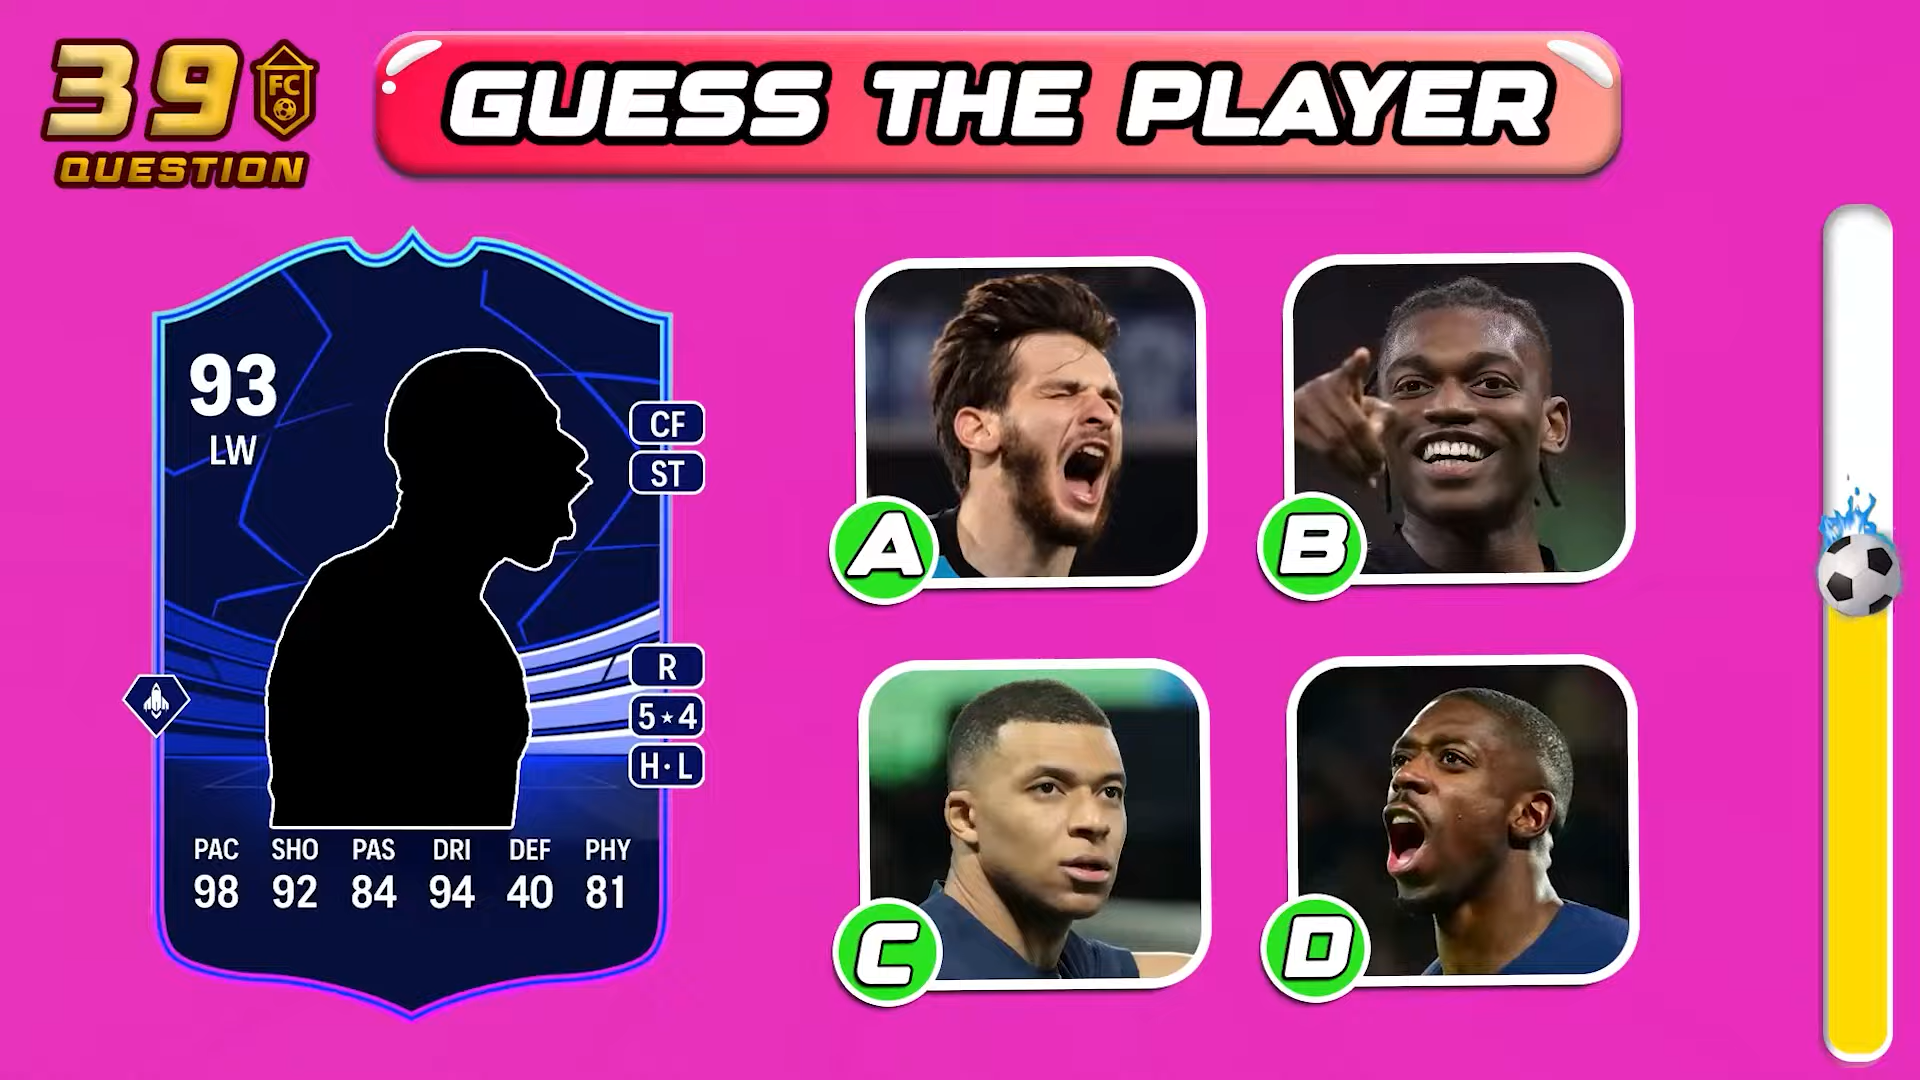 39
FC
QUESTION
GUESS THE PLAYER
93
LW
CF
ST
R
5★4
H·L
PAC SHO PAS DRI DEF PHY
98 92 84 94 40 81
A
B
C
D